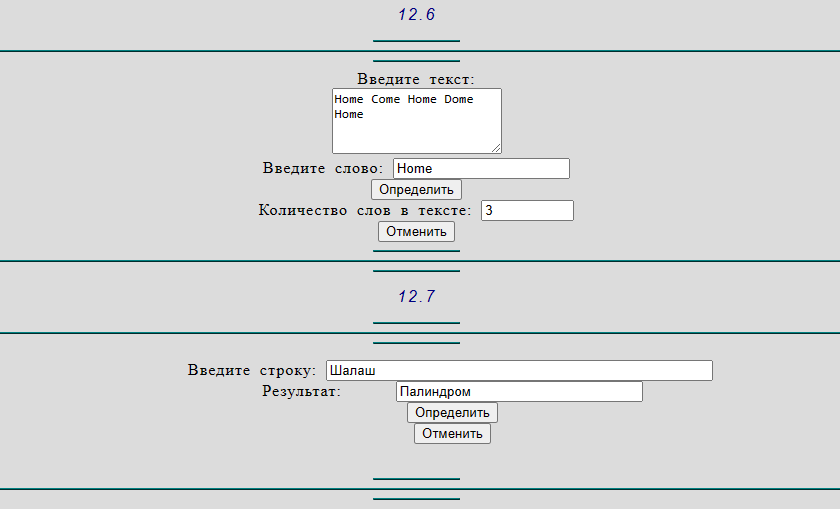 12.6
Введите текст:
Home Come Home Dome
Home
Введите слово: Home
Определить
Количество слов в тексте: 3
Отменить
12.7
Введите строку: Шалаш
Результат: Палиндром
Определить
Отменить